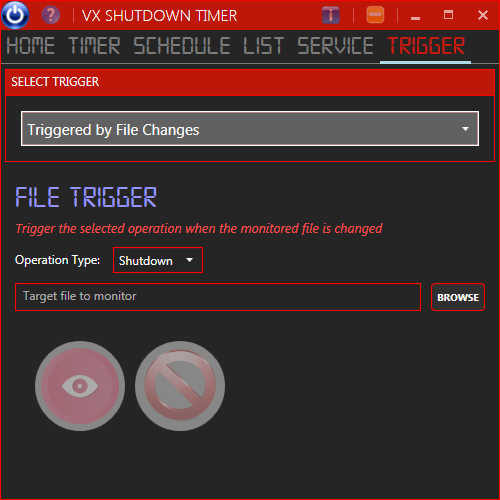 VX SHUTDOWN TIMER
HOME TIMER SCHEDULE LIST SERVICE TRIGGER
SELECT TRIGGER
Triggered by File Changes
FILE TRIGGER
Trigger the selected operation when the monitored file is changed
Operation Type: Shutdown
Target file to monitor BROWSE